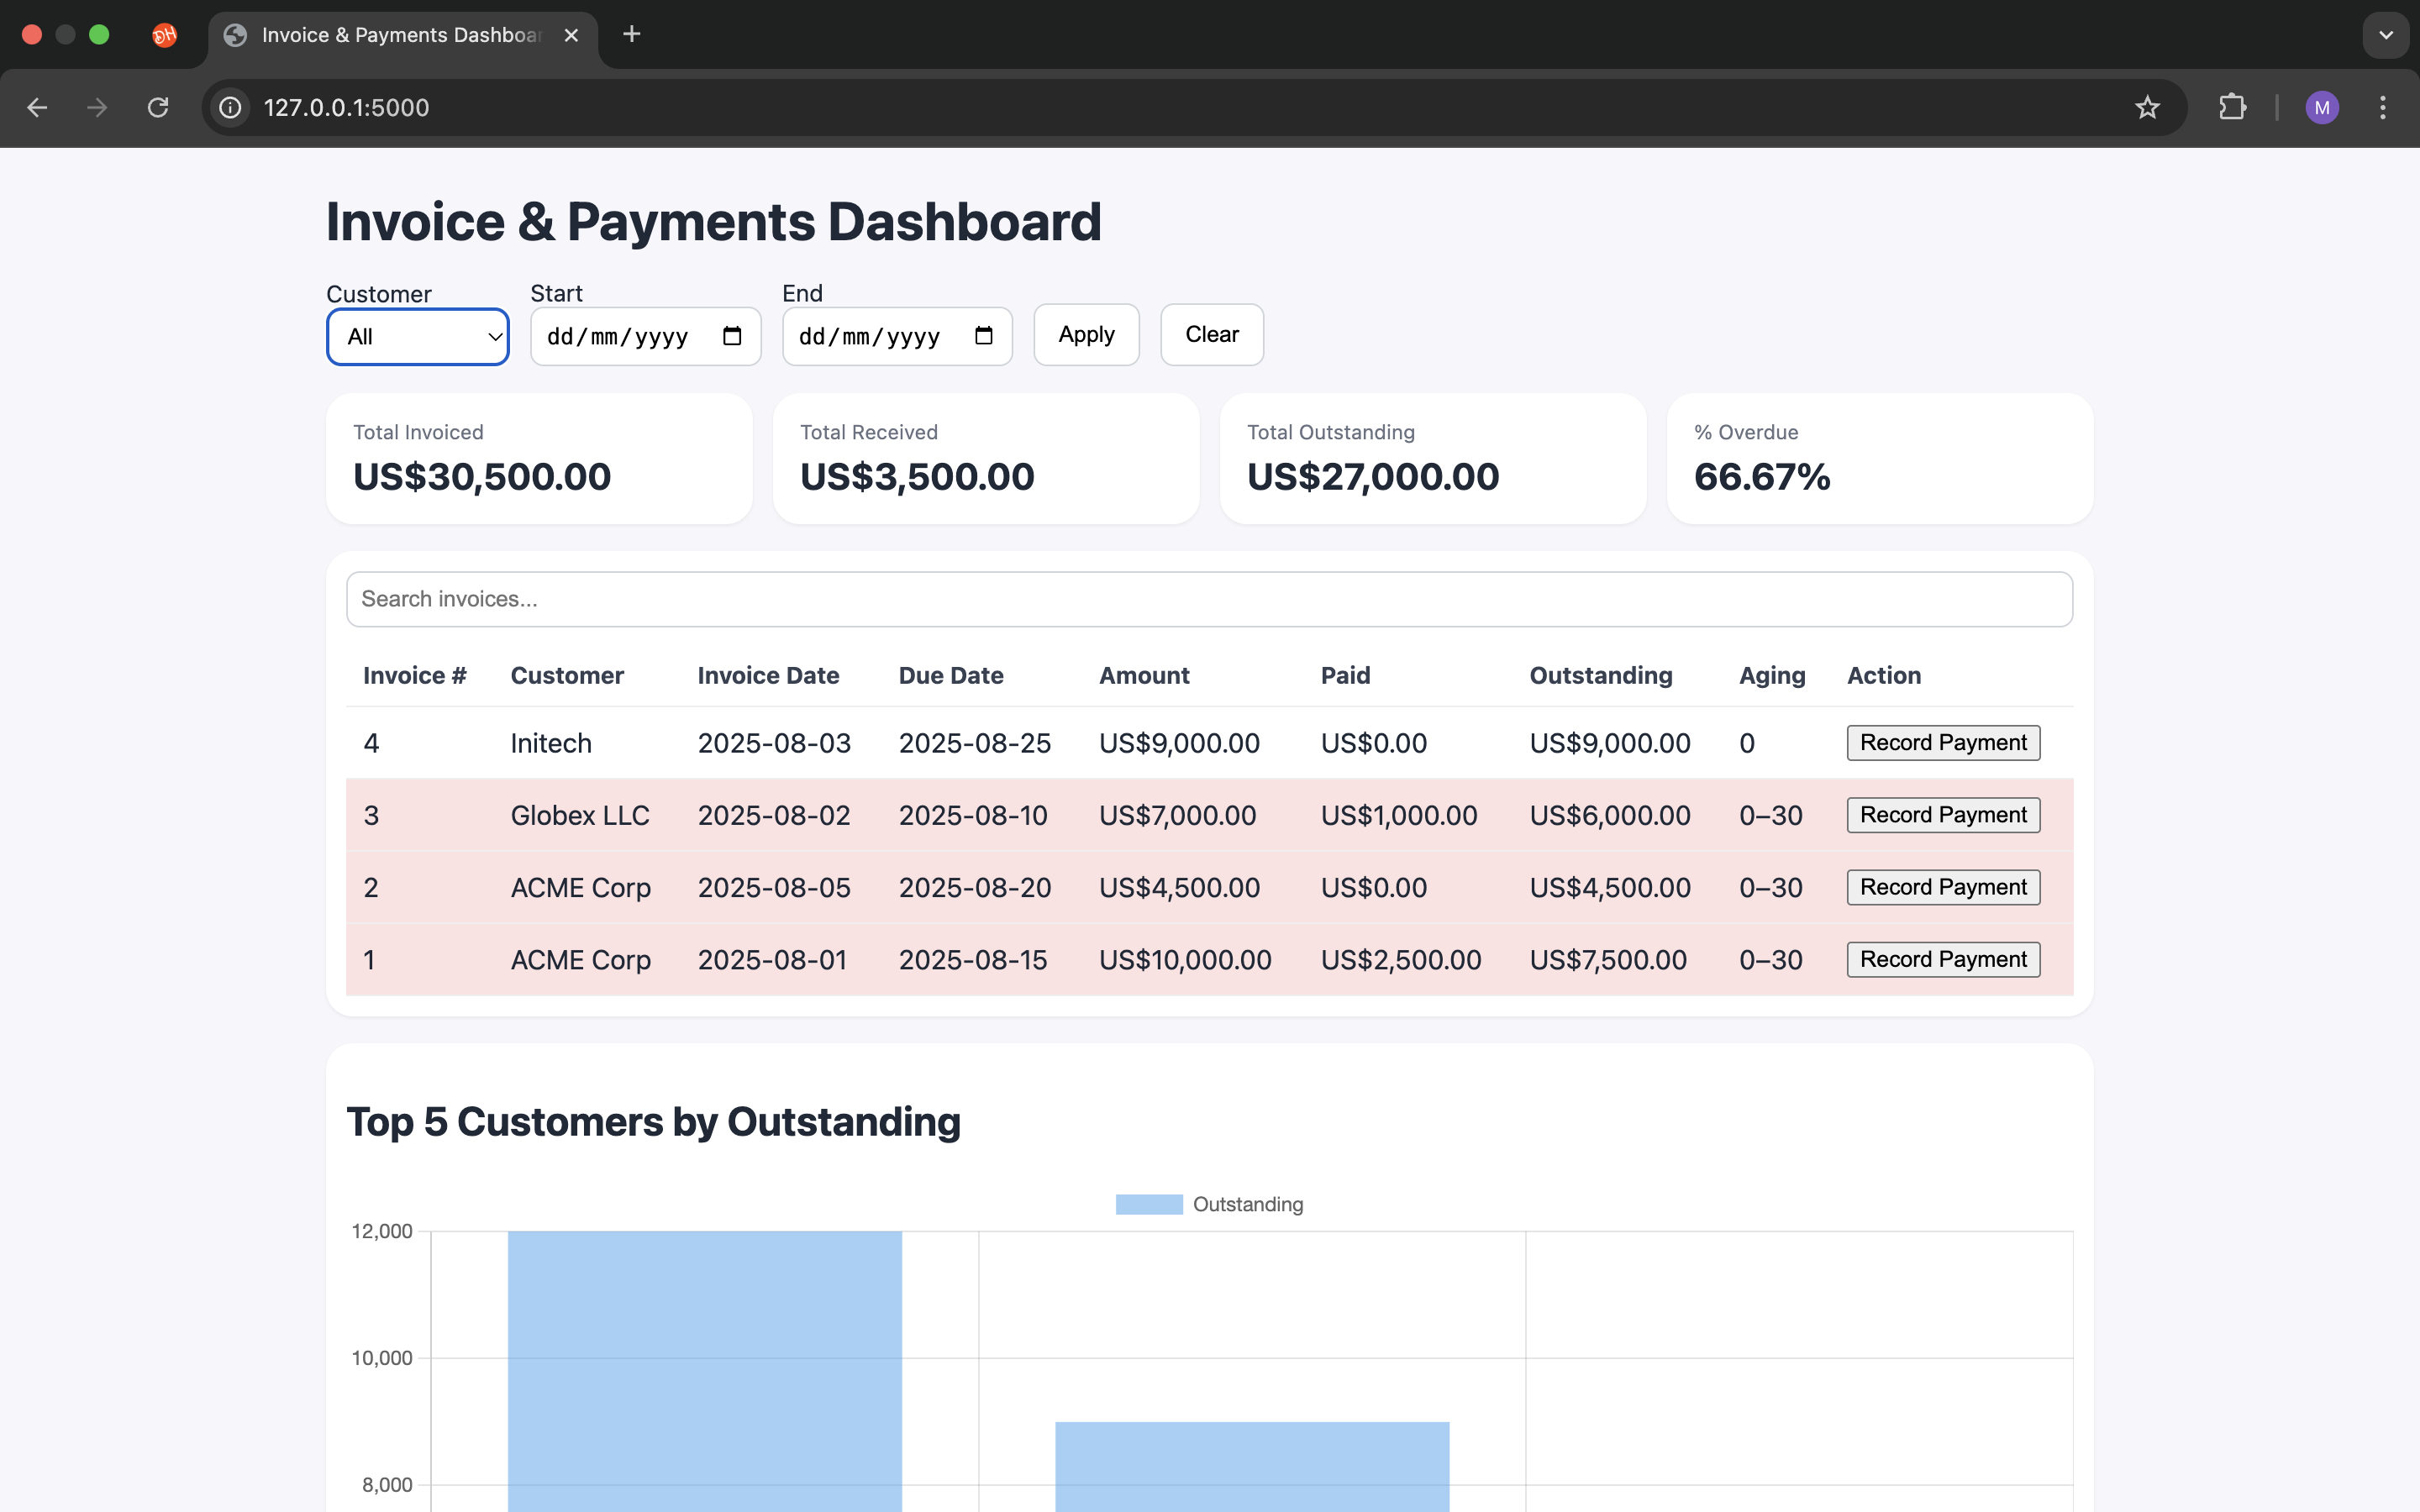 DH
Invoice & Payments Dashboar
127.0.0.1:5000
M
Invoice & Payments Dashboard
Customer Start End
All dd/mm/yyyy dd/mm/yyyy Apply Clear
Total Invoiced Total Received Total Outstanding % Overdue
US$30,500.00 US$3,500.00 US$27,000.00 66.67%
Search invoices...
Invoice # Customer Invoice Date Due Date Amount Paid Outstanding Aging Action
4 Initech 2025-08-03 2025-08-25 US$9,000.00 US$0.00 US$9,000.00 0 Record Payment
3 Globex LLC 2025-08-02 2025-08-10 US$7,000.00 US$1,000.00 US$6,000.00 0–30 Record Payment
2 ACME Corp 2025-08-05 2025-08-20 US$4,500.00 US$0.00 US$4,500.00 0–30 Record Payment
1 ACME Corp 2025-08-01 2025-08-15 US$10,000.00 US$2,500.00 US$7,500.00 0–30 Record Payment
Top 5 Customers by Outstanding
Outstanding
12,000
10,000
8,000